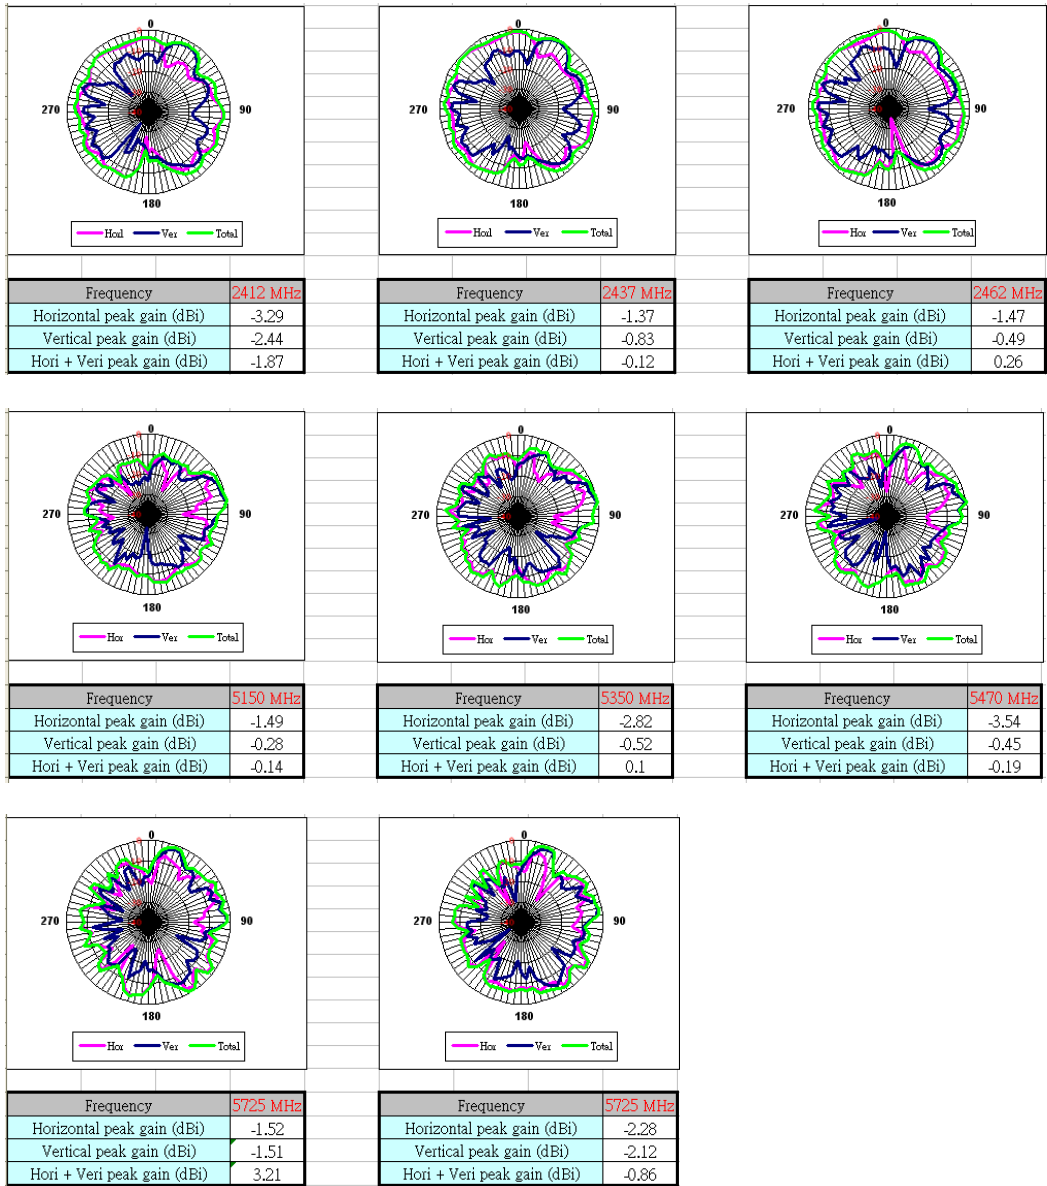 0
0
0
270
90
270
90
270
90
180
180
180
Horl Ver Total
Horl Ver Total
Hor Ver Total
Frequency 2412 MHz
Horizontal peak gain (dBi) -3.29
Vertical peak gain (dBi) -2.44
Hori + Veri peak gain (dBi) -1.87
Frequency 2437 MHz
Horizontal peak gain (dBi) -1.37
Vertical peak gain (dBi) -0.83
Hori + Veri peak gain (dBi) -0.12
Frequency 2462 MHz
Horizontal peak gain (dBi) -1.47
Vertical peak gain (dBi) -0.49
Hori + Veri peak gain (dBi) 0.26
0
0
0
270
90
270
90
270
90
180
180
180
Hor Ver Total
Hor Ver Total
Hor Ver Total
Frequency 5150 MHz
Horizontal peak gain (dBi) -1.49
Vertical peak gain (dBi) -0.28
Hori + Veri peak gain (dBi) -0.14
Frequency 5350 MHz
Horizontal peak gain (dBi) -2.82
Vertical peak gain (dBi) -0.52
Hori + Veri peak gain (dBi) 0.1
Frequency 5470 MHz
Horizontal peak gain (dBi) -3.54
Vertical peak gain (dBi) -0.45
Hori + Veri peak gain (dBi) -0.19
0
0
270
90
270
90
180
180
Hor Ver Total
Hor Ver Total
Frequency 5725 MHz
Horizontal peak gain (dBi) -1.52
Vertical peak gain (dBi) -1.51
Hori + Veri peak gain (dBi) 3.21
Frequency 5725 MHz
Horizontal peak gain (dBi) -2.28
Vertical peak gain (dBi) -2.12
Hori + Veri peak gain (dBi) -0.86